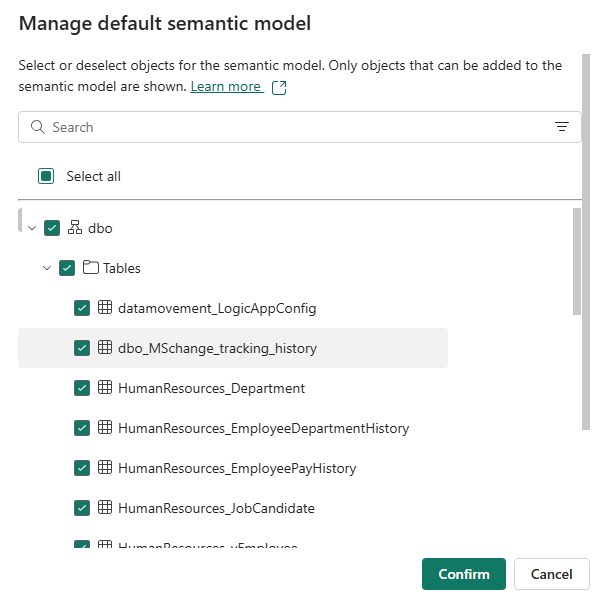 Manage default semantic model
Select or deselect objects for the semantic model. Only objects that can be added to the
semantic model are shown. Learn more
Search
Select all
dbo
Tables
datamovement_LogicAppConfig
dbo_MSchange_tracking_history
HumanResources_Department
HumanResources_EmployeeDepartmentHistory
HumanResources_EmployeePayHistory
HumanResources_JobCandidate
HumanResources_vEmployee
Confirm Cancel